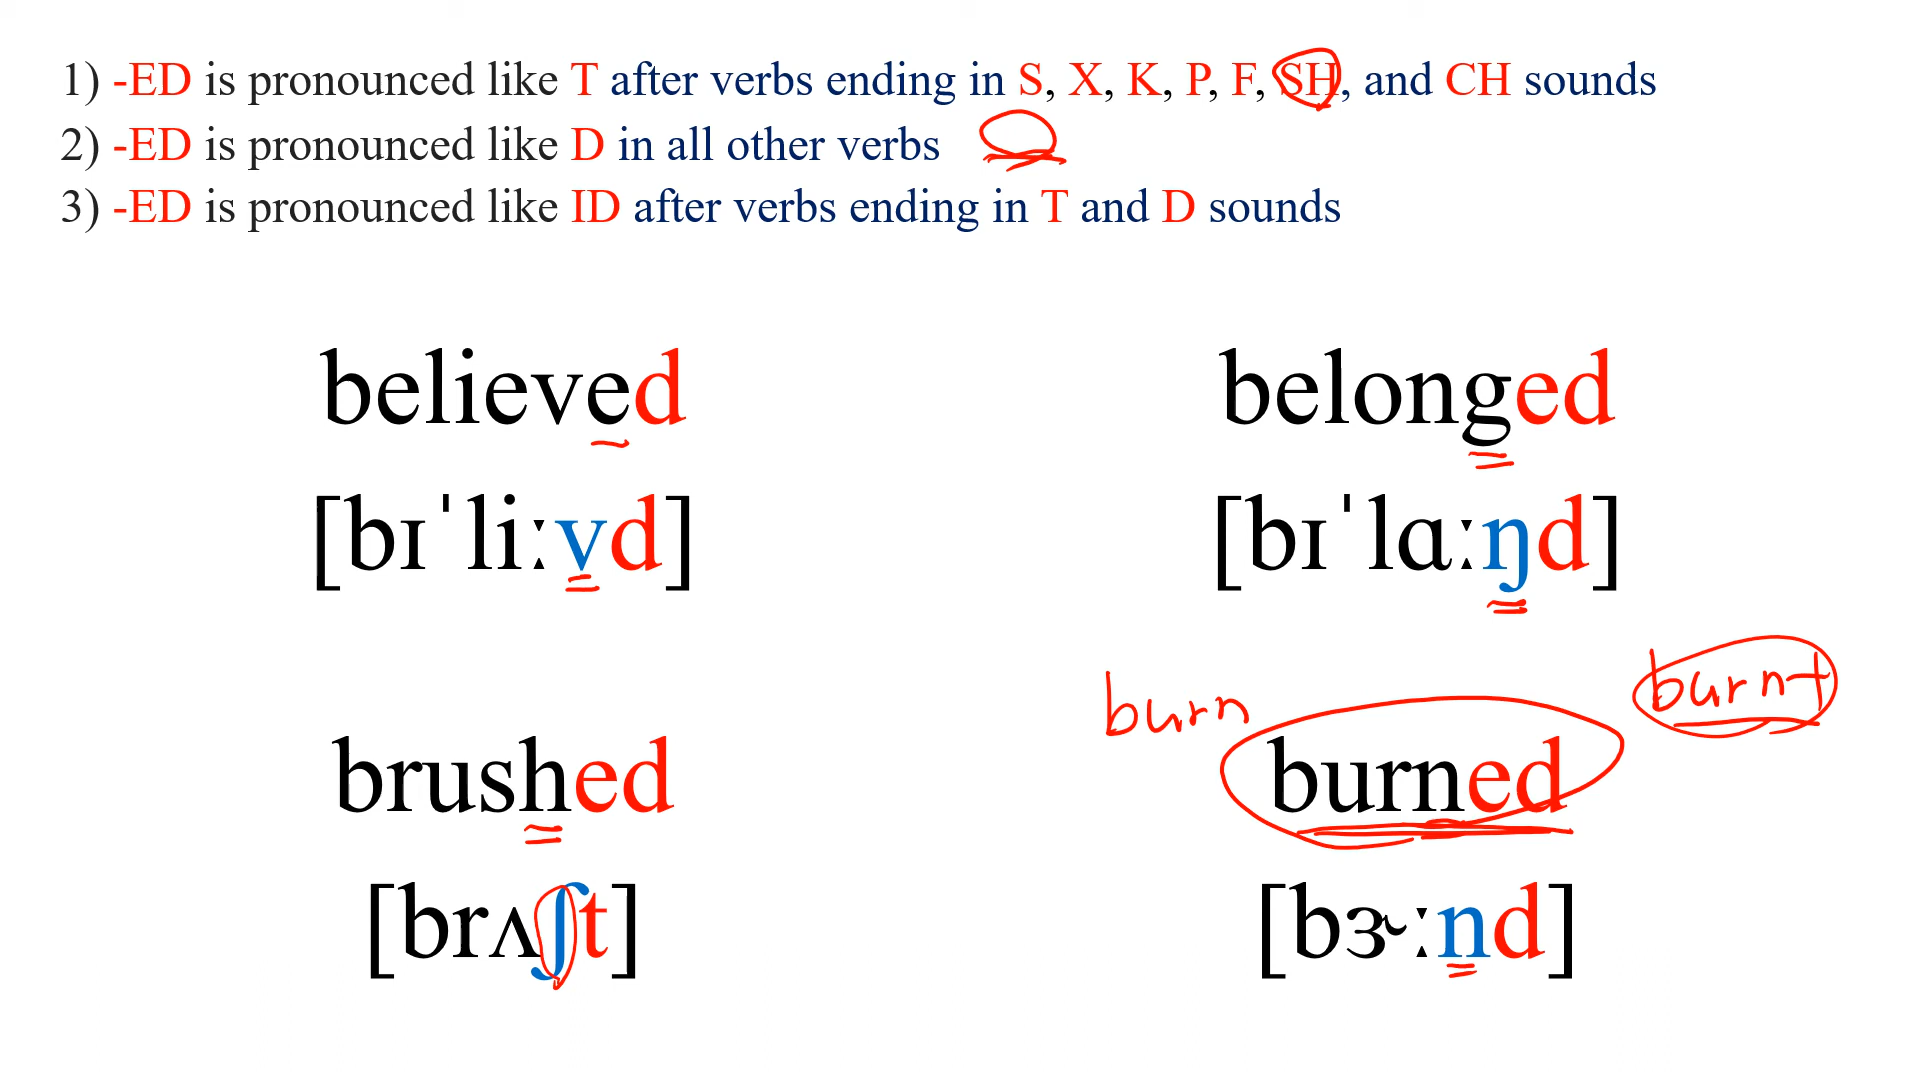 1) -ED is pronounced like T after verbs ending in S, X, K, P, F, SH, and CH sounds
2) -ED is pronounced like D in all other verbs
3) -ED is pronounced like ID after verbs ending in T and D sounds
believed
belonged
[bɪˈliːvd]
[bɪˈlɑːŋd]
burn
burnt
brushed
burned
[brʌʃt]
[bɝːnd]